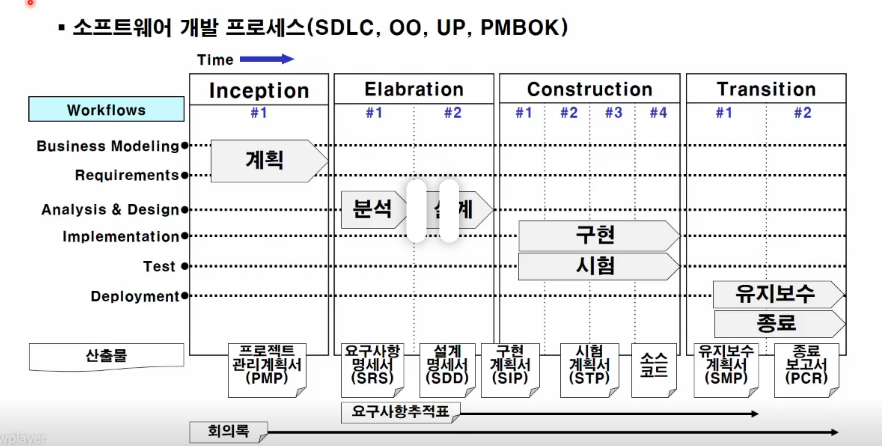 ▪ 소프트웨어 개발 프로세스(SDLC, OO, UP, PMBOK)
Time
Workflows
Inception
Elabration
Construction
Transition
#1
#1
#2
#1
#2
#3
#4
#1
#2
Business Modeling
Requirements
Analysis & Design
Implementation
Test
Deployment
계획
분석
계
구현
시험
유지보수
종료
산출물
프로젝트
관리계획서
(PMP)
요구사항
명세서
(SRS)
설계
명세서
(SDD)
구현
계획서
(SIP)
시험
계획서
(STP)
소스
코드
유지보수
계획서
(SMP)
종료
보고서
(PCR)
요구사항추적표
회의록
wplayer